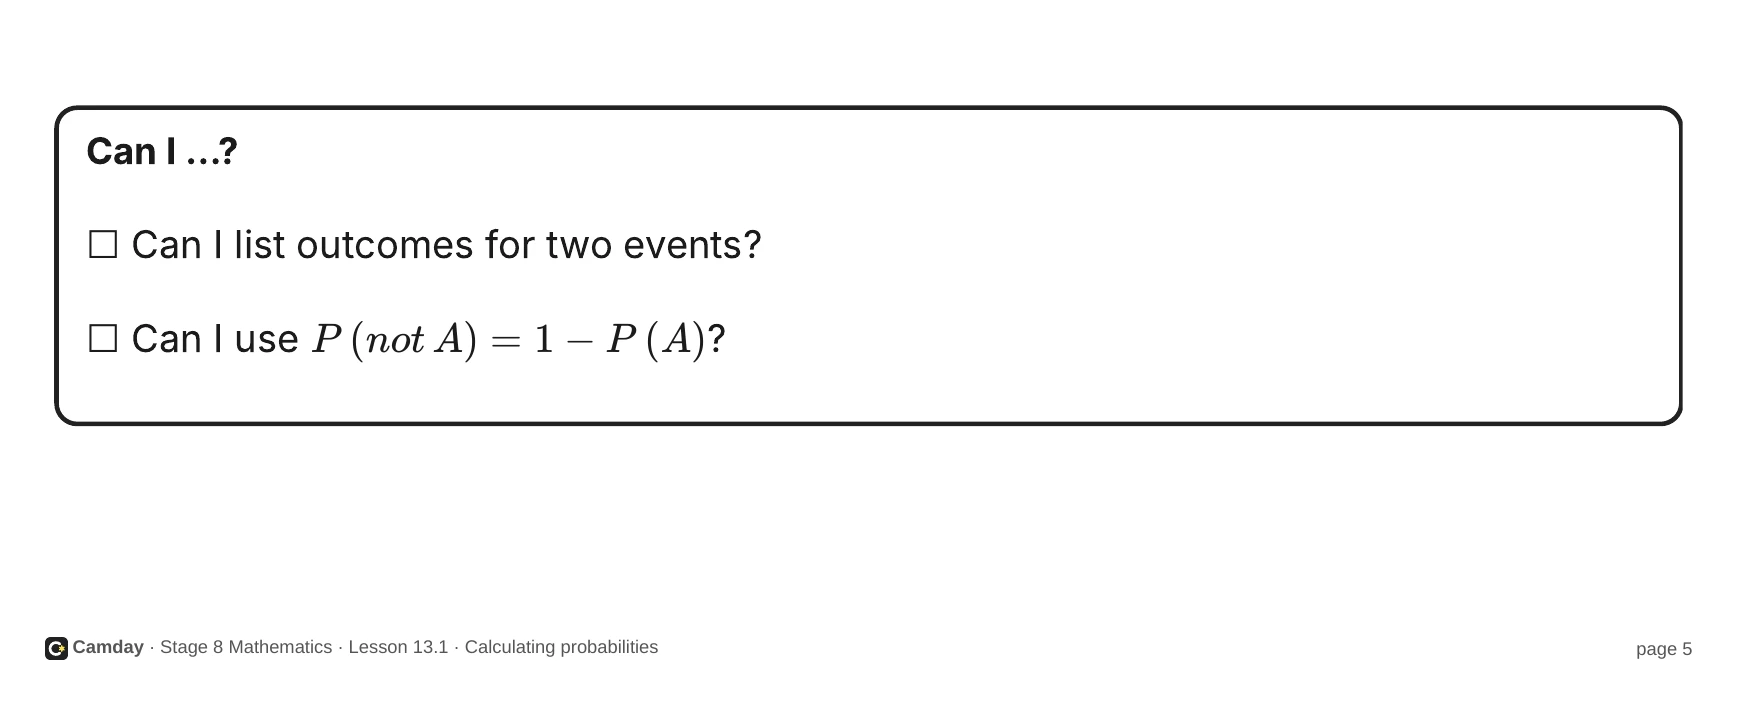 Can I …?
☐ Can I list outcomes for two events?
☐ Can I use P (not A) = 1 − P (A)?
Camday · Stage 8 Mathematics · Lesson 13.1 · Calculating probabilities
page 5